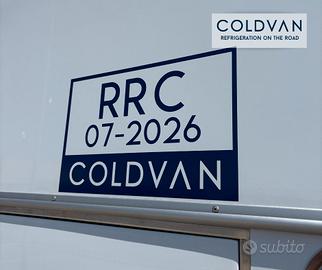 COLDVAN
REFRIGERATION ON THE ROAD
RRC
07-2026
COLDVAN
subito